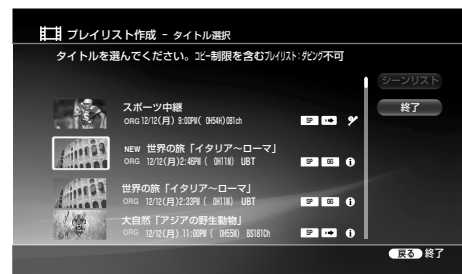 プレイリスト作成 - タイトル選択
タイトルを選んでください。コピー制限を含むプレイリスト:ダビング不可
シーンリスト
終了
スポーツ中継
ORG 12/12(月) 9:00PM( 0H54M) 081ch SP
NEW 世界の旅「イタリア~ローマ」
ORG 12/12(月) 2:46PM ( 0H11M) UBT SP GG
世界の旅「イタリア~ローマ」
ORG 12/12(月) 2:33PM ( 0H11M) UBT SP GG
大自然「アジアの野生動物」
ORG 12/12(月) 11:00PM ( 0H55M) BS181Ch SP
戻る 終了